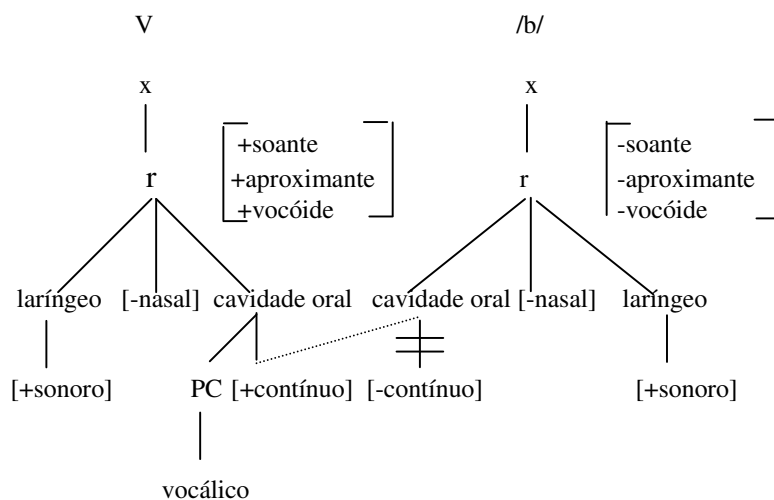 V /b/
x x
+soante -soante
r +aproximante r -aproximante
+vocóide -vocóide
laríngeo [-nasal] cavidade oral cavidade oral [-nasal] laríngeo
[+sonoro] PC [+contínuo] [-contínuo] [+sonoro]
vocálico